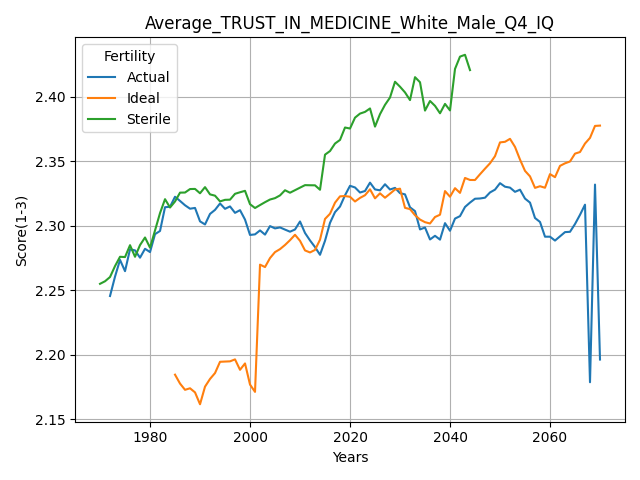 Average_TRUST_IN_MEDICINE_White_Male_Q4_IQ
Fertility
Actual
Ideal
Sterile
Score(1-3)
2.40
2.35
2.30
2.25
2.20
2.15
1980
2000
2020
2040
2060
Years